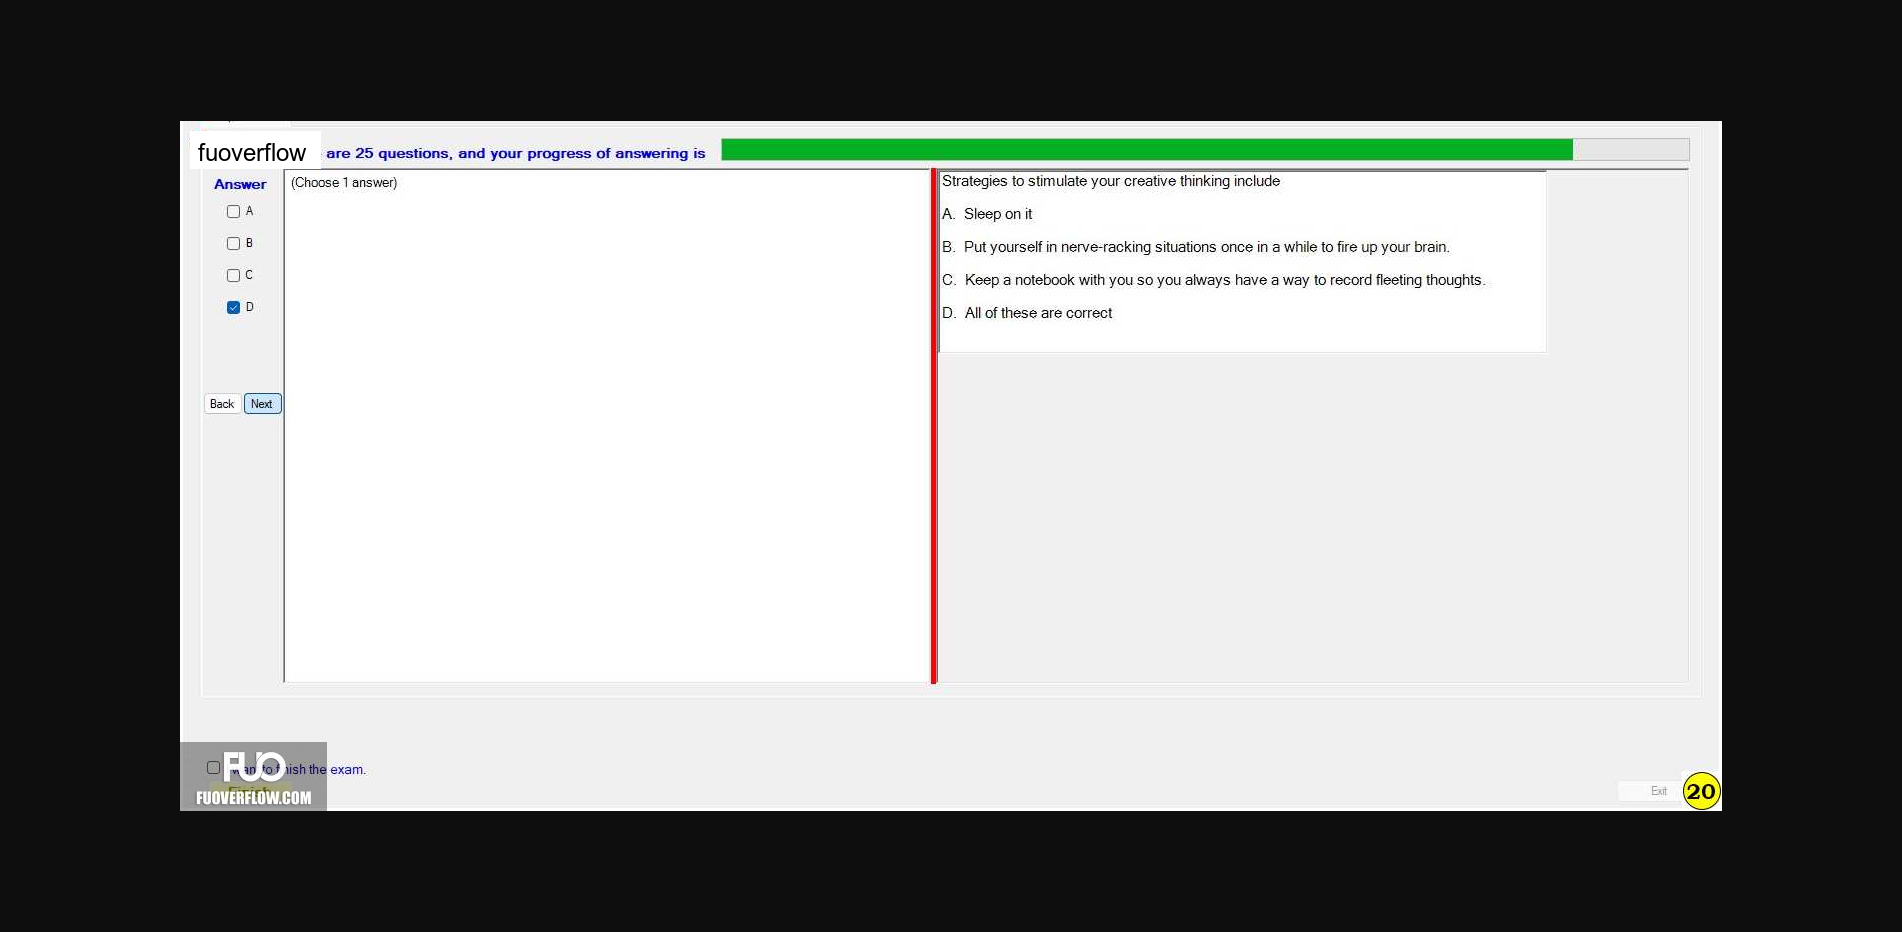 fuoverflow are 25 questions, and your progress of answering is
Answer
(Choose 1 answer)
A
B
C
D
Back Next
Strategies to stimulate your creative thinking include
A. Sleep on it
B. Put yourself in nerve-racking situations once in a while to fire up your brain.
C. Keep a notebook with you so you always have a way to record fleeting thoughts.
D. All of these are correct
FUO
want to finish the exam.
Finish
FUOVERFLOW.COM
Exit
20